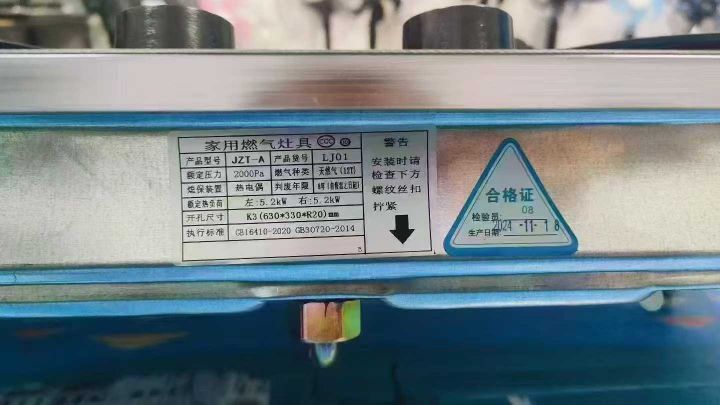 家用燃气灶具
产品型号 JZT-A 产品货号 LJ01
额定压力 2000Pa 燃气种类 天然气(12T)
熄保装置 热电偶 判废年限
额定热负荷 左:5.2kW 右:5.2kW
开孔尺寸 K3(630*330*R20)mm
执行标准 GB16410-2020 GB30720-2014
警告
安装时请
检查下方
螺纹丝扣
拧紧
合格证
检验员: 08
生产日期: 2024-11-18